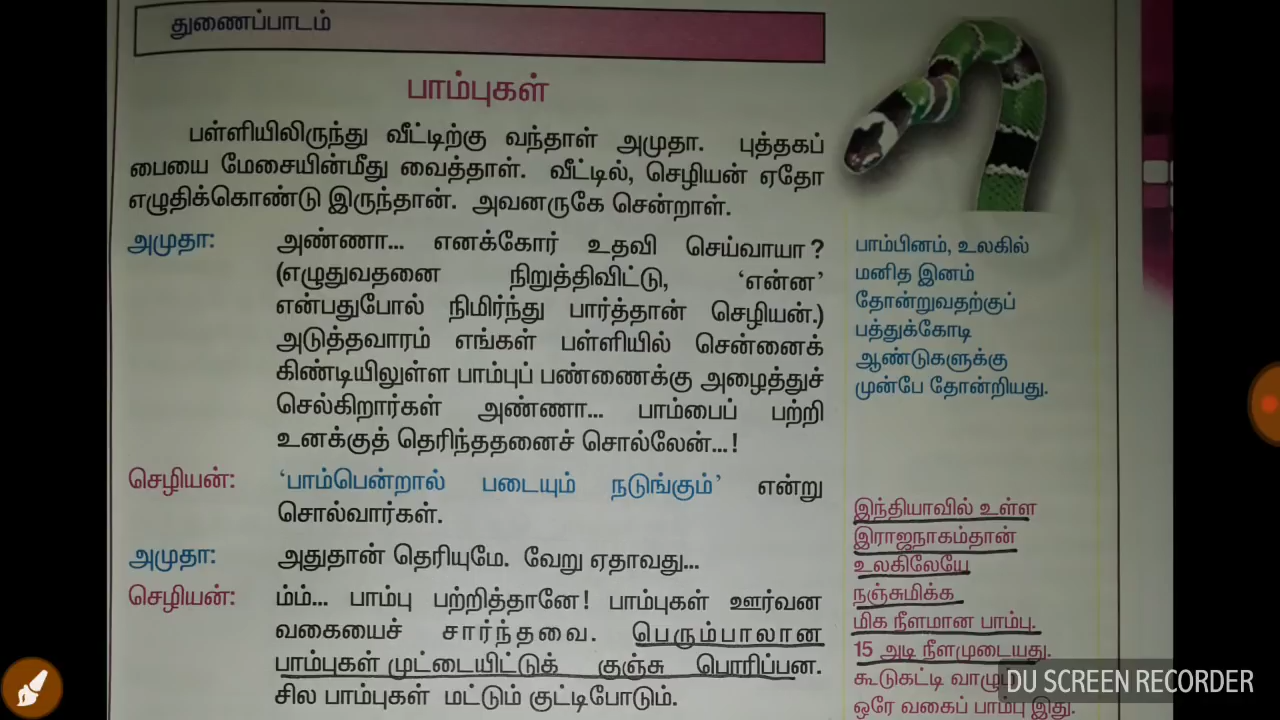 துணைப்பாடம்
பாம்புகள்
பள்ளியிலிருந்து வீட்டிற்கு வந்தாள் அமுதா. புத்தகப்
பையை மேசையின்மீது வைத்தாள். வீட்டில், செழியன் ஏதோ
எழுதிக்கொண்டு இருந்தான். அவனருகே சென்றாள்.
அமுதா: அண்ணா... எனக்கோர் உதவி செய்வாயா?
(எழுதுவதனை நிறுத்திவிட்டு, ‘என்ன’
என்பதுபோல் நிமிர்ந்து பார்த்தான் செழியன்.)
அடுத்தவாரம் எங்கள் பள்ளியில் சென்னைக்
கிண்டியிலுள்ள பாம்புப் பண்ணைக்கு அழைத்துச்
செல்கிறார்கள் அண்ணா... பாம்பைப் பற்றி
உனக்குத் தெரிந்ததனைச் சொல்லேன்...!
செழியன்: ‘பாம்பென்றால் படையும் நடுங்கும்’ என்று
சொல்வார்கள்.
அமுதா: அதுதான் தெரியுமே. வேறு ஏதாவது...
செழியன்: ம்ம்... பாம்பு பற்றித்தானே! பாம்புகள் ஊர்வன
வகையைச் சார்ந்தவை. பெரும்பாலான
பாம்புகள் முட்டையிட்டுக் குஞ்சு பொரிப்பன.
சில பாம்புகள் மட்டும் குட்டிபோடும்.
பாம்பினம், உலகில்
மனித இனம்
தோன்றுவதற்குப்
பத்துக்கோடி
ஆண்டுகளுக்கு
முன்பே தோன்றியது.
இந்தியாவில் உள்ள
இராஜநாகம்தான்
உலகிலேயே
நஞ்சுமிக்க
மிக நீளமான பாம்பு.
15 அடி நீளமுடையது.
கூடுகட்டி
ஒரே வகைப் பாம்பு இது.
DU SCREEN RECORDER